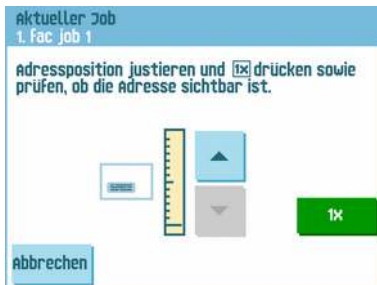 Aktueller Job
1. Fac job 1
Adressposition justieren und 1x drücken sowie
prüfen, ob die Adresse sichtbar ist.
1x
Abbrechen